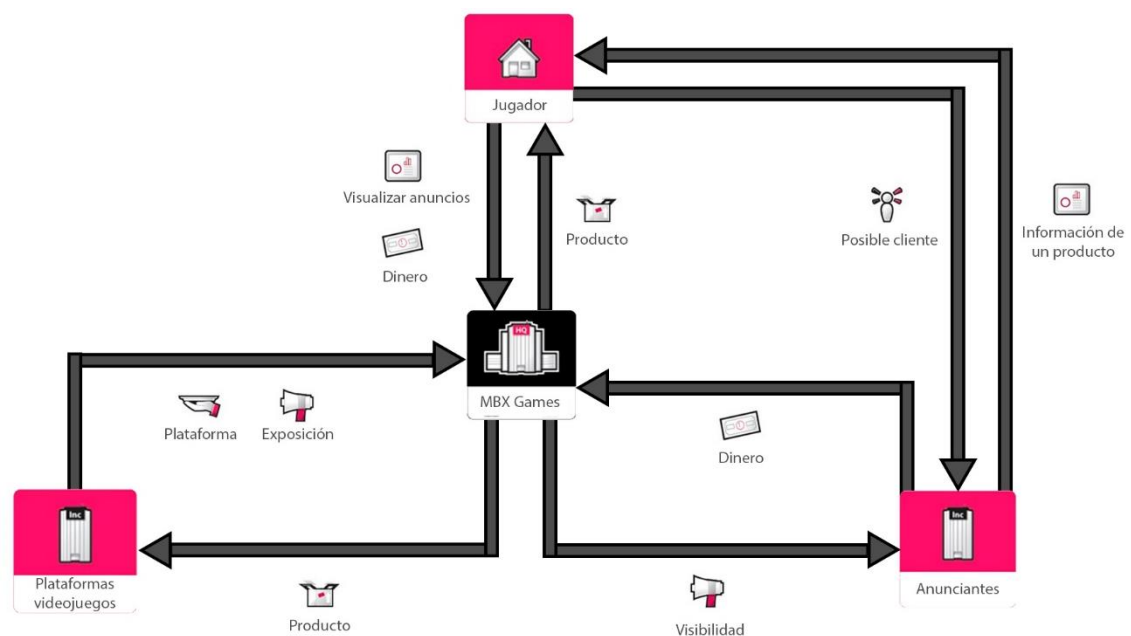 Jugador
Visualizar anuncios
Dinero
Producto
Posible cliente
Información de
un producto
HQ
MBX Games
Plataforma
Exposición
Dinero
Inc
Plataformas
videojuegos
Inc
Anunciantes
Producto
Visibilidad